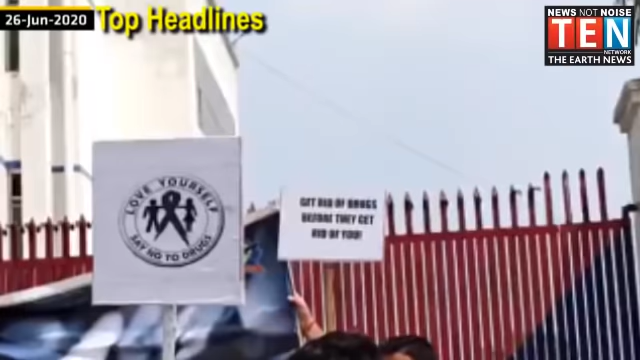 26-Jun-2020
Top Headlines
NEWS NOT NOISE
TEN
NETWORK
THE EARTH NEWS
LOVE YOURSELF
SAY NO TO DRUGS
GET RID OF DRUGS
BEFORE THEY GET
RID OF YOU!